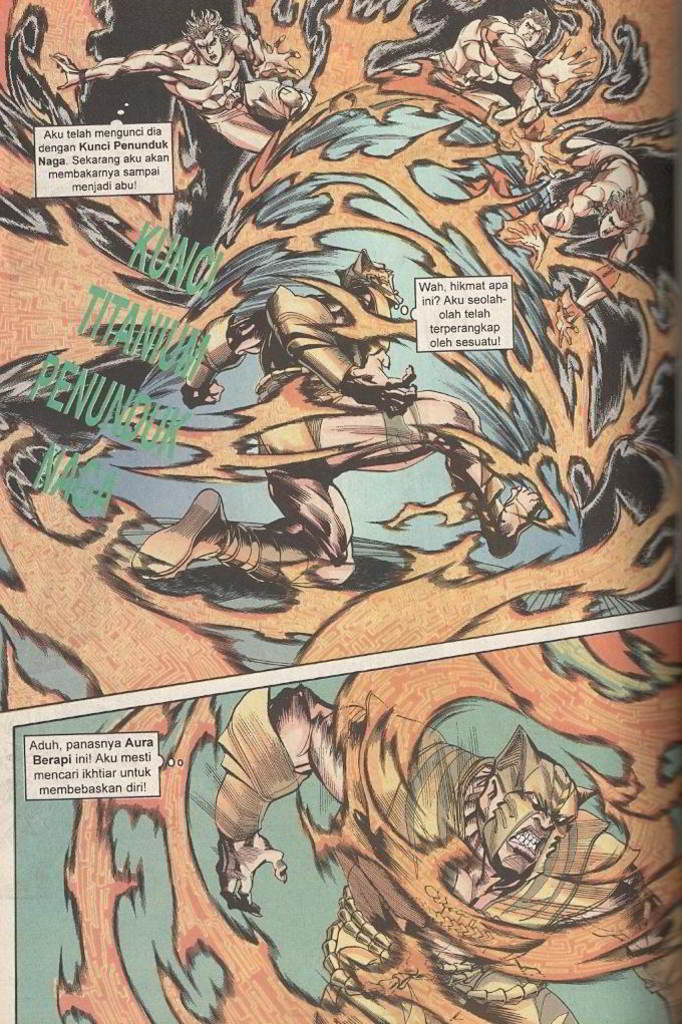 Aku telah mengunci dia
dengan Kunci Penunduk
Naga. Sekarang aku akan
membakarnya sampai
menjadi abu!
KUNCI
TITANIUM
PENUNDUK
NAGA
Wah, hikmat apa
ini? Aku seolah-
olah telah
terperangkap
oleh sesuatu!
Aduh, panasnya Aura
Berapi ini! Aku mesti
mencari ikhtiar untuk
membebaskan diri!